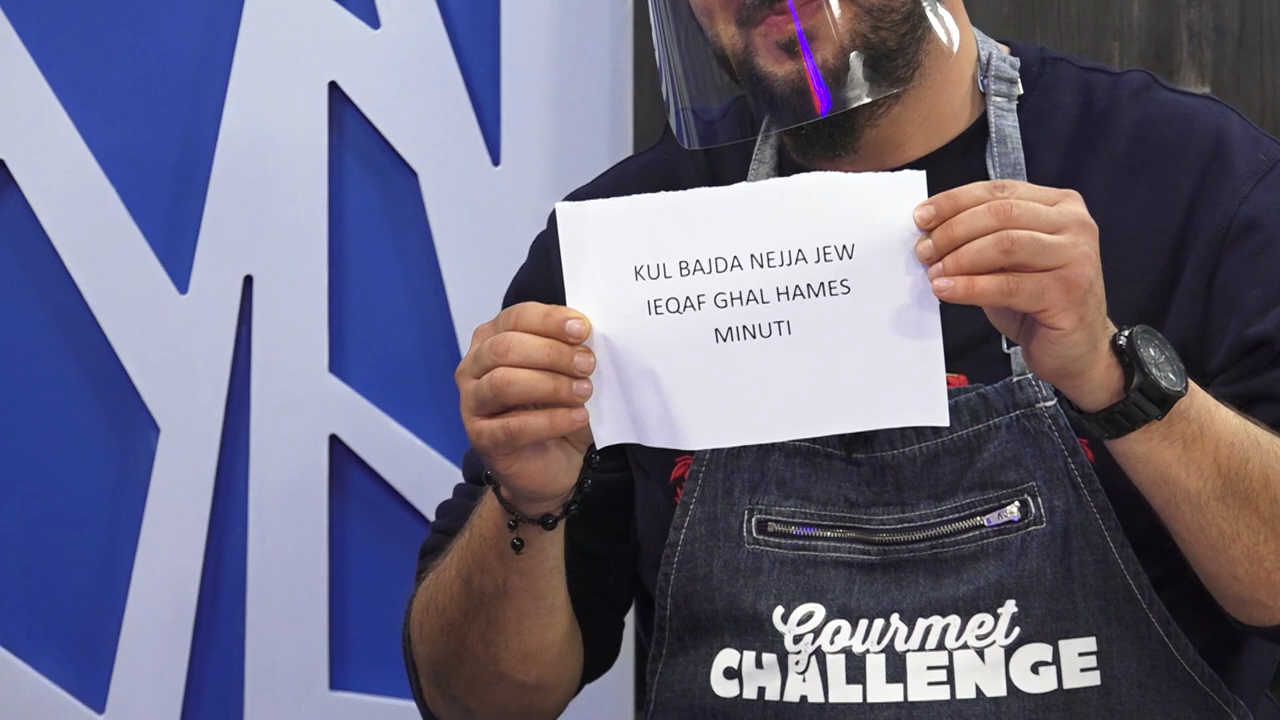 KUL BAJDA NEJJA JEW
IEQAF GHAL HAMES
MINUTI
Gourmet
CHALLENGE